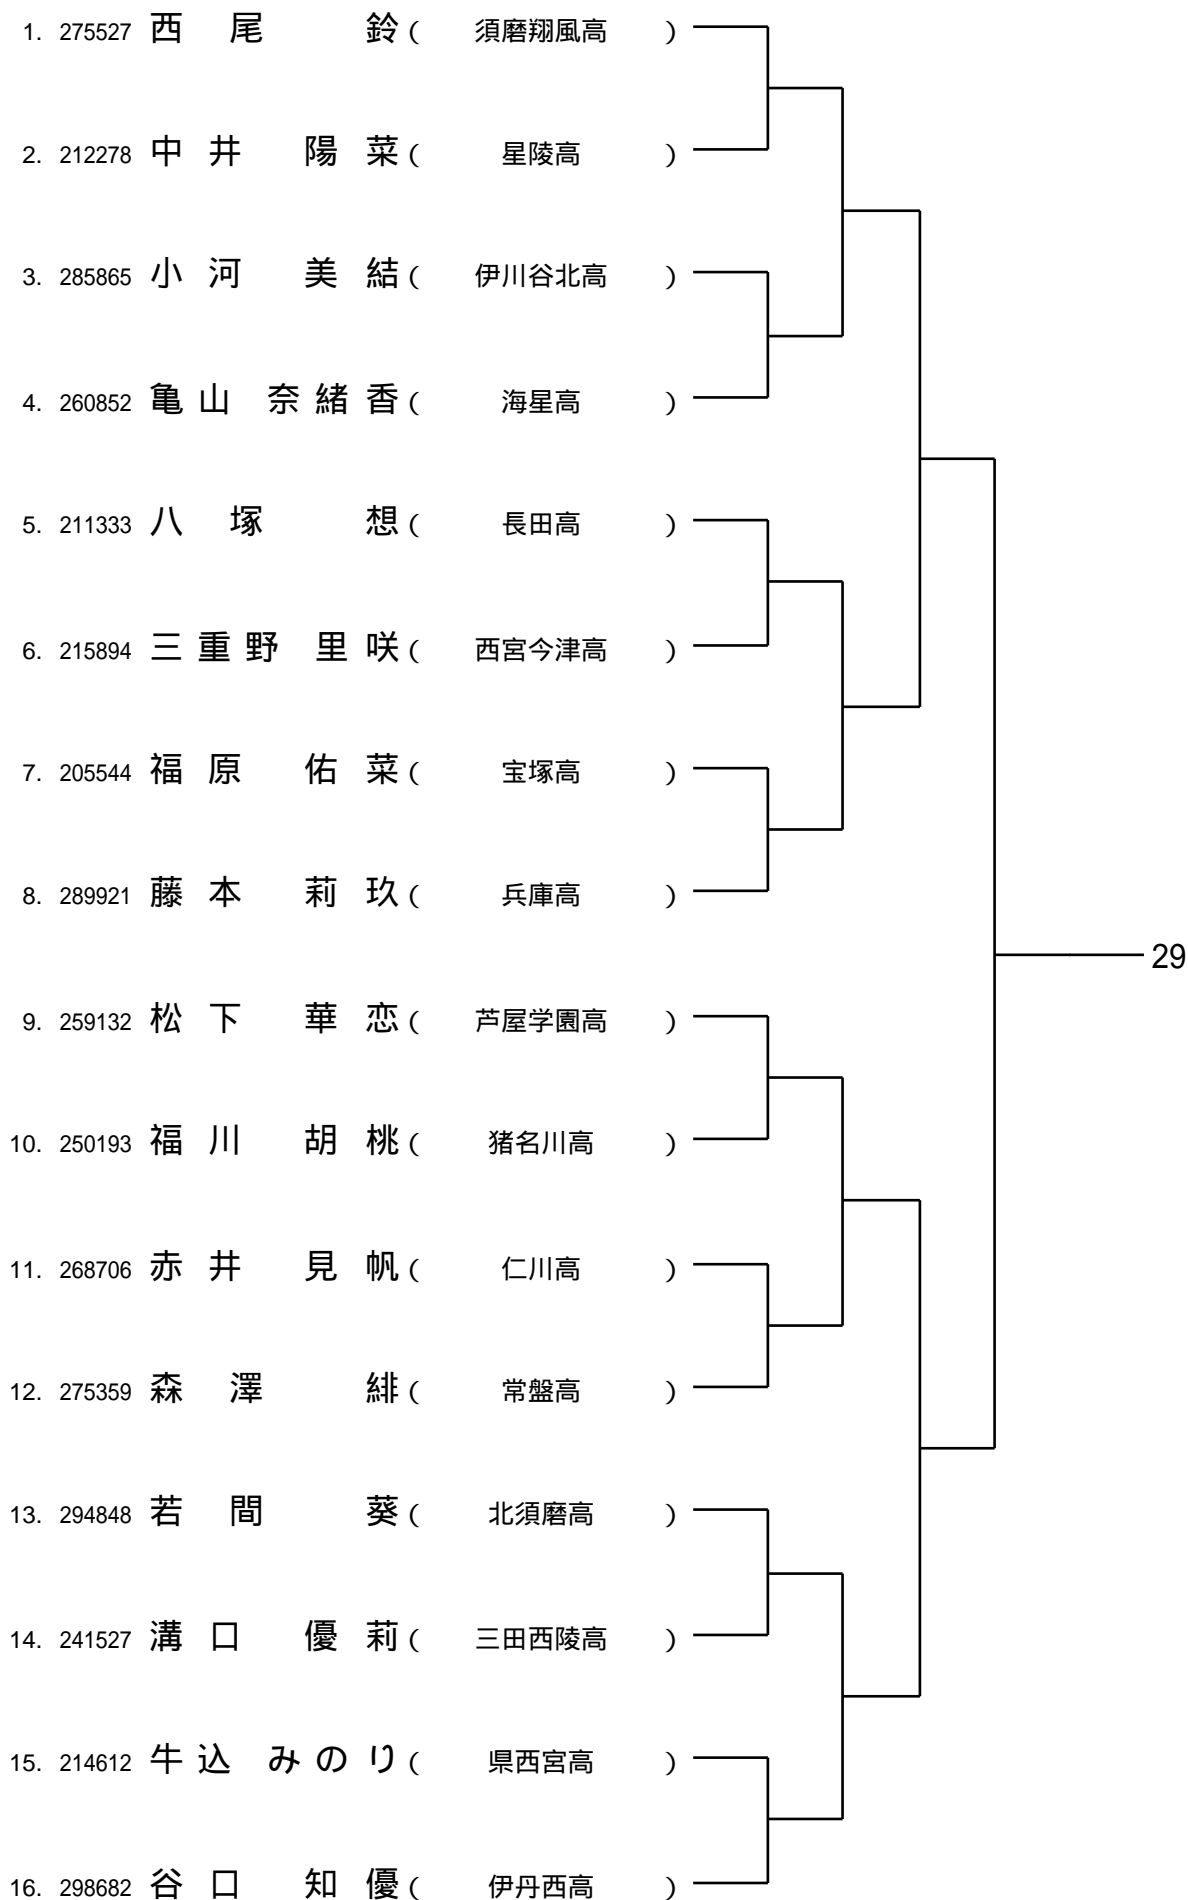 1. 275527 西尾 鈴 ( 須磨翔風高 )
2. 212278 中井 陽菜 ( 星陵高 )
3. 285865 小河 美結 ( 伊川谷北高 )
4. 260852 亀山 奈緒香 ( 海星高 )
5. 211333 八塚 想 ( 長田高 )
6. 215894 三重野 里咲 ( 西宮今津高 )
7. 205544 福原 佑菜 ( 宝塚高 )
8. 289921 藤本 莉玖 ( 兵庫高 )
29
9. 259132 松下 華恋 ( 芦屋学園高 )
10. 250193 福川 胡桃 ( 猪名川高 )
11. 268706 赤井 見帆 ( 仁川高 )
12. 275359 森澤 緋 ( 常盤高 )
13. 294848 若間 葵 ( 北須磨高 )
14. 241527 溝口 優莉 ( 三田西陵高 )
15. 214612 牛込 みのり ( 県西宮高 )
16. 298682 谷口 知優 ( 伊丹西高 )